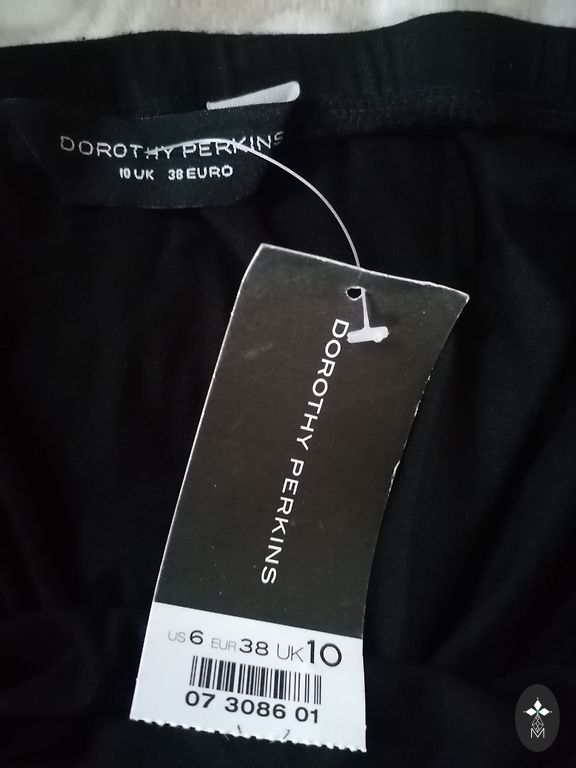 DOROTHY PERKINS
10 UK 38 EURO
DOROTHY PERKINS
US 6 EUR 38 UK 10
07 3086 01
M